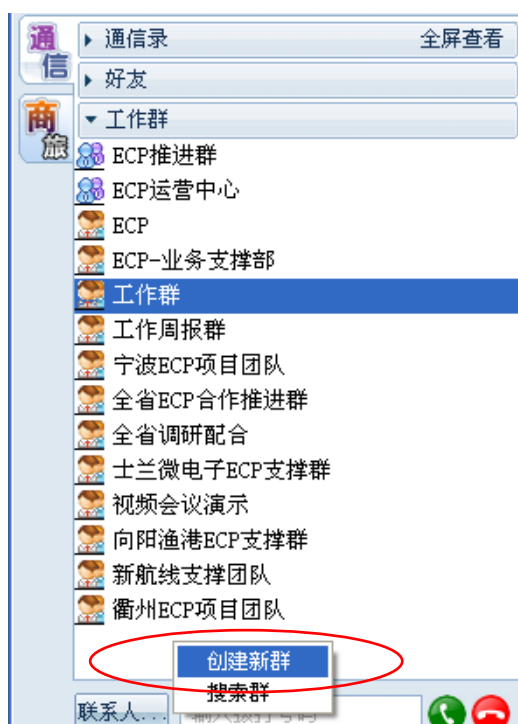 通信
商旅
通信录 全屏查看
好友
工作群
ECP推进群
ECP运营中心
ECP
ECP-业务支撑部
工作群
工作周报群
宁波ECP项目团队
全省ECP合作推进群
全省调研配合
士兰微电子ECP支撑群
视频会议演示
向阳渔港ECP支撑群
新航线支撑团队
衢州ECP项目团队
创建新群
搜索群
联系人...